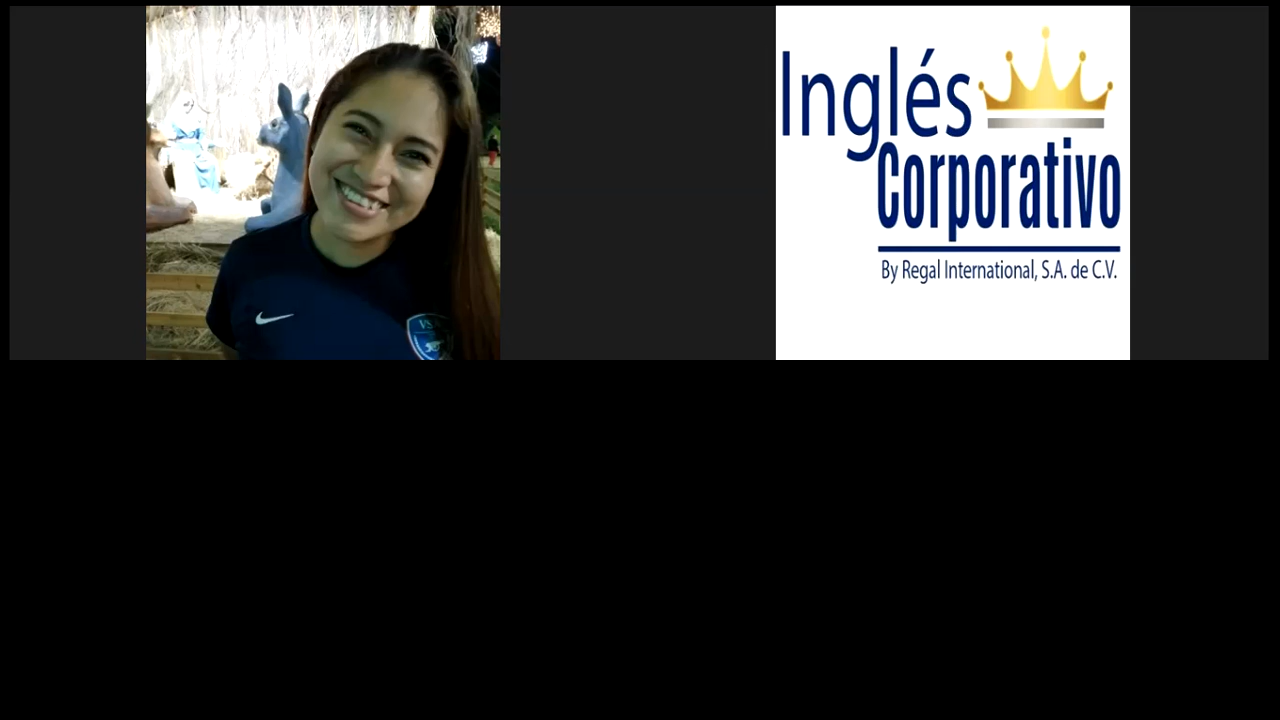 Inglés
Corporativo
By Regal International, S.A. de C.V.